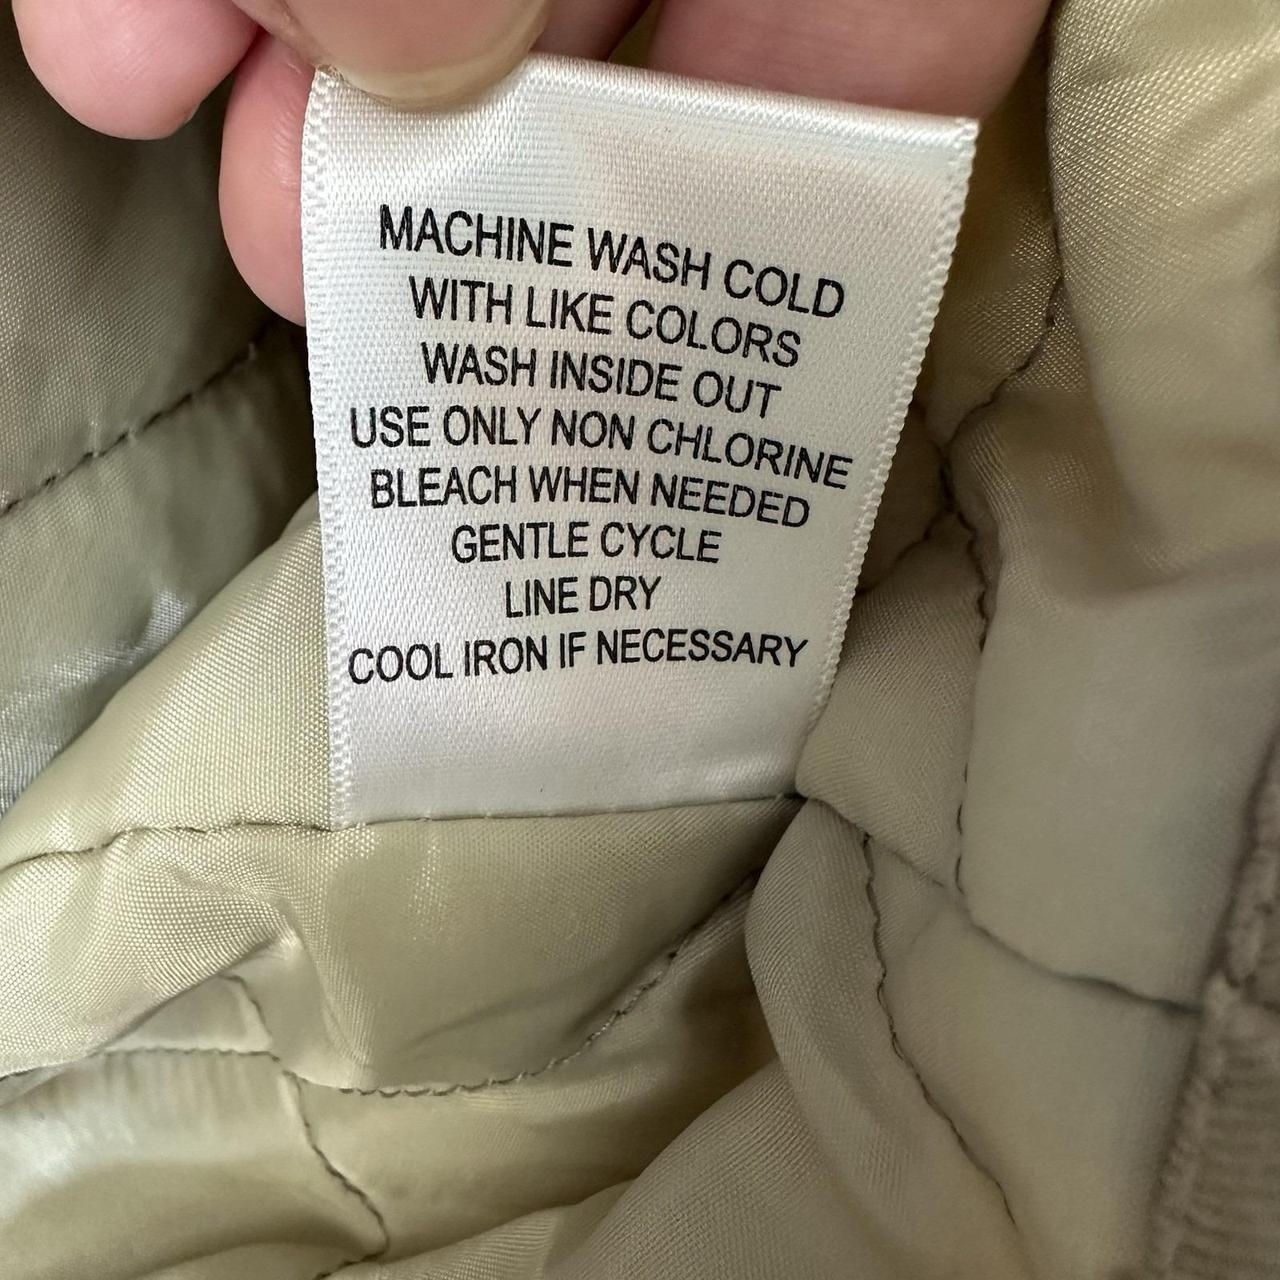 MACHINE WASH COLD
WITH LIKE COLORS
WASH INSIDE OUT
USE ONLY NON CHLORINE
BLEACH WHEN NEEDED
GENTLE CYCLE
LINE DRY
COOL IRON IF NECESSARY